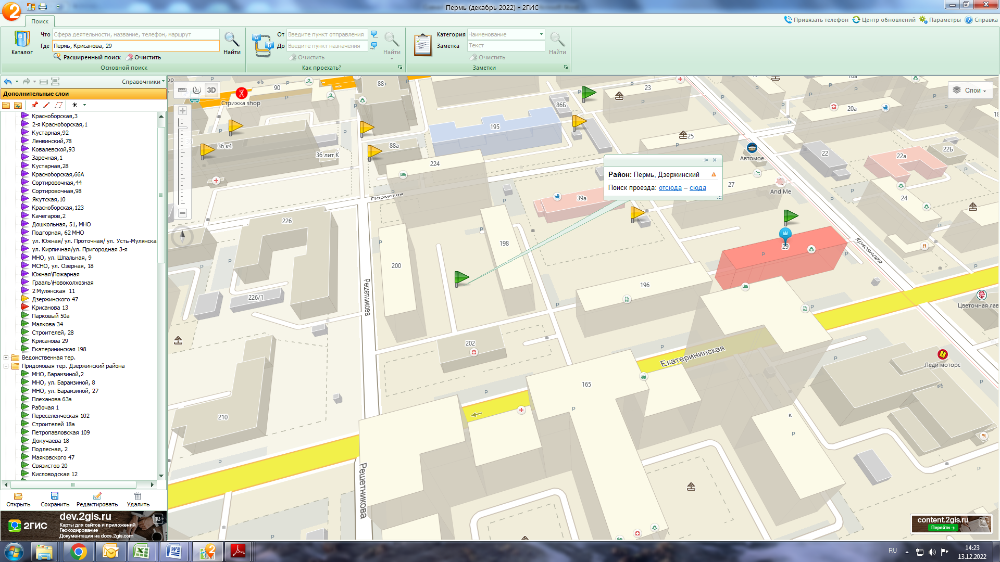 Пермь (декабрь 2022) - 2ГИС
Поиск
Привязать телефон
Центр обновлений
Параметры
Справка
Каталог
Что
Сфера деятельности, название, телефон, маршрут
Где
Пермь, Крисанова, 29
Расширенный поиск
Очистить
Найти
Основной поиск
От
Введите пункт отправления
До
Введите пункт назначения
Очистить
Найти
Как проехать?
Категория
Наименование
Заметка
Текст
Очистить
Найти
Заметки
Справочники
Дополнительные слои
Красноборская,3
2-я Красноборская,1
Кустарная,92
Ленвинский,78
Ковалевской,93
Заречная,1
Кустарная,28
Красноборская,66А
Сортировочная,44
Сортировочная,98
Якутская,10
Красноборская,123
Качегаров,2
Дошкольная, 51, МНО
Подгорная, 62 МНО
ул. Южная/ ул. Проточная/ ул. Усть-Мулянска
ул. Кирпичная/ул. Пригородная 3-я
МНО, ул. Шпальная, 9
МСНО, ул. Озерная, 18
Южная\Пожарная
Грааль\Новоколхозная
2 Мулянская 11
Дзержинского 47
Крисанова 13
Парковый 50а
Малкова 34
Строителей, 28
Крисанова 29
Екатерининская 198
Ведомственная тер.
Придомовая тер. Дзержинский района
МНО, Барамзиной,2
МНО, ул. Барамзиной, 8
МНО, ул. Барамзиной, 27
Плеханова 63а
Рабочая 1
Переселенческая 102
Строителей 18а
Петропавловская 109
Докучаева 18
Подлесная, 2
Маяковского 47
Связистов 20
Кисловодская 12
Открыть
Сохранить
Редактировать
Удалить
2ГИС
dev.2gis.ru
Карты для сайтов и приложений
Геокодирование
Документация на docs.2gis.com
18+
3D
Слои
90
88
23
18а
Стрижка shop
86Б
20а
195
36 к4
88а
36 лит К
25
Автомое
22
22а
22Б
224
Район: Пермь, Дзержинский
Поиск проезда: отсюда – сюда
27
And Me
24
Пермская
39а
226
198
200
29
Крисанова
196
226/1
Решетникова
Цветочная лав
202
Екатерининская
Леди моторс
165
210
к
Решетникова
content.2gis.ru
Перейти →
18+
RU
14:23
13.12.2022